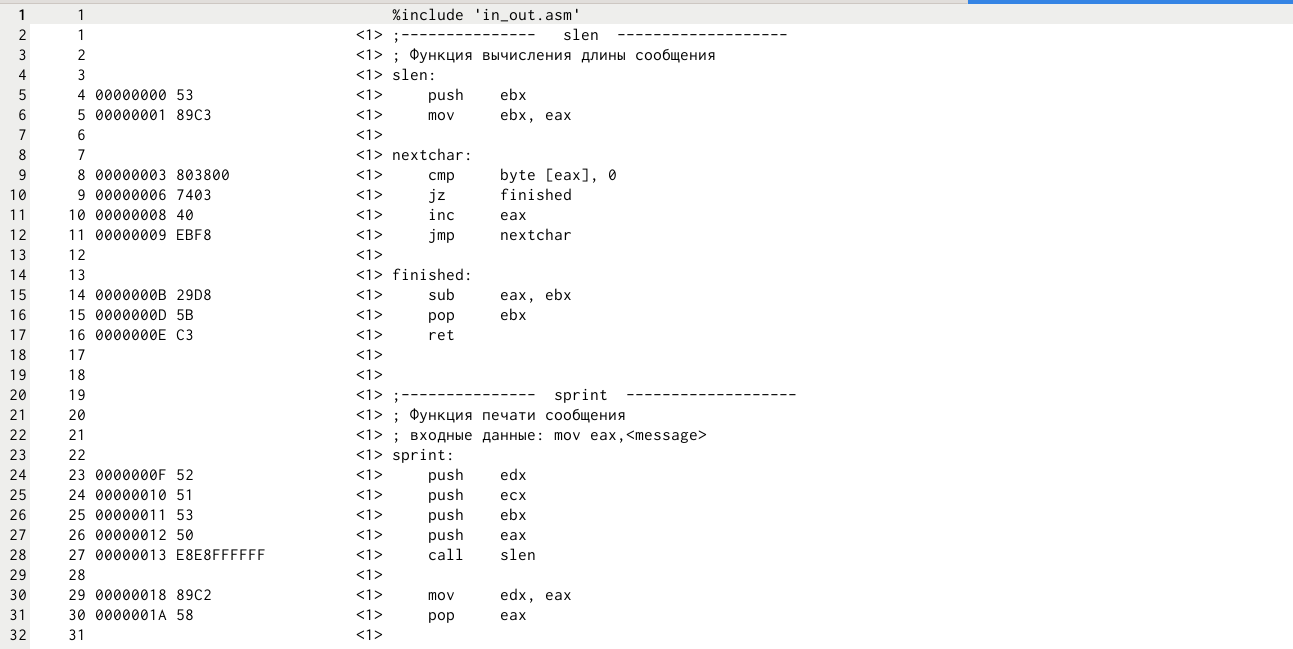 1      1                                  %include 'in_out.asm'
2      1                              <1> ;---------------   slen  -------------------
3      2                              <1> ; Функция вычисления длины сообщения
4      3                              <1> slen:
5      4 00000000 53                  <1>     push    ebx
6      5 00000001 89C3                <1>     mov     ebx, eax
7      6                              <1>
8      7                              <1> nextchar:
9      8 00000003 803800              <1>     cmp     byte [eax], 0
10      9 00000006 7403                <1>     jz      finished
11     10 00000008 40                  <1>     inc     eax
12     11 00000009 EBF8                <1>     jmp     nextchar
13     12                              <1>
14     13                              <1> finished:
15     14 0000000B 29D8                <1>     sub     eax, ebx
16     15 0000000D 5B                  <1>     pop     ebx
17     16 0000000E C3                  <1>     ret
18     17                              <1>
19     18                              <1>
20     19                              <1> ;---------------  sprint  -------------------
21     20                              <1> ; Функция печати сообщения
22     21                              <1> ; входные данные: mov eax,<message>
23     22                              <1> sprint:
24     23 0000000F 52                  <1>     push    edx
25     24 00000010 51                  <1>     push    ecx
26     25 00000011 53                  <1>     push    ebx
27     26 00000012 50                  <1>     push    eax
28     27 00000013 E8E8FFFFFF          <1>     call    slen
29     28                              <1>
30     29 00000018 89C2                <1>     mov     edx, eax
31     30 0000001A 58                  <1>     pop     eax
32     31                              <1>